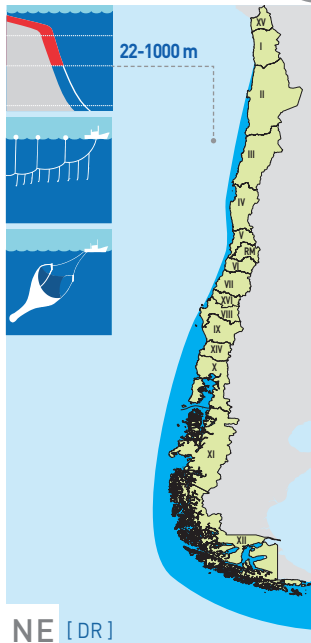 22-1000 m
XV
I
II
III
IV
V
RM
VI
VII
XVI
VIII
IX
XIV
X
XI
XII
NE [ DR ]